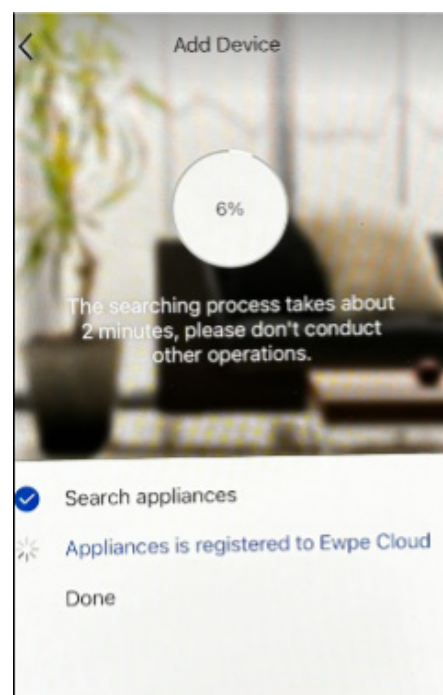 Add Device
6%
The searching process takes about
2 minutes, please don't conduct
other operations.
Search appliances
Appliances is registered to Ewpe Cloud
Done